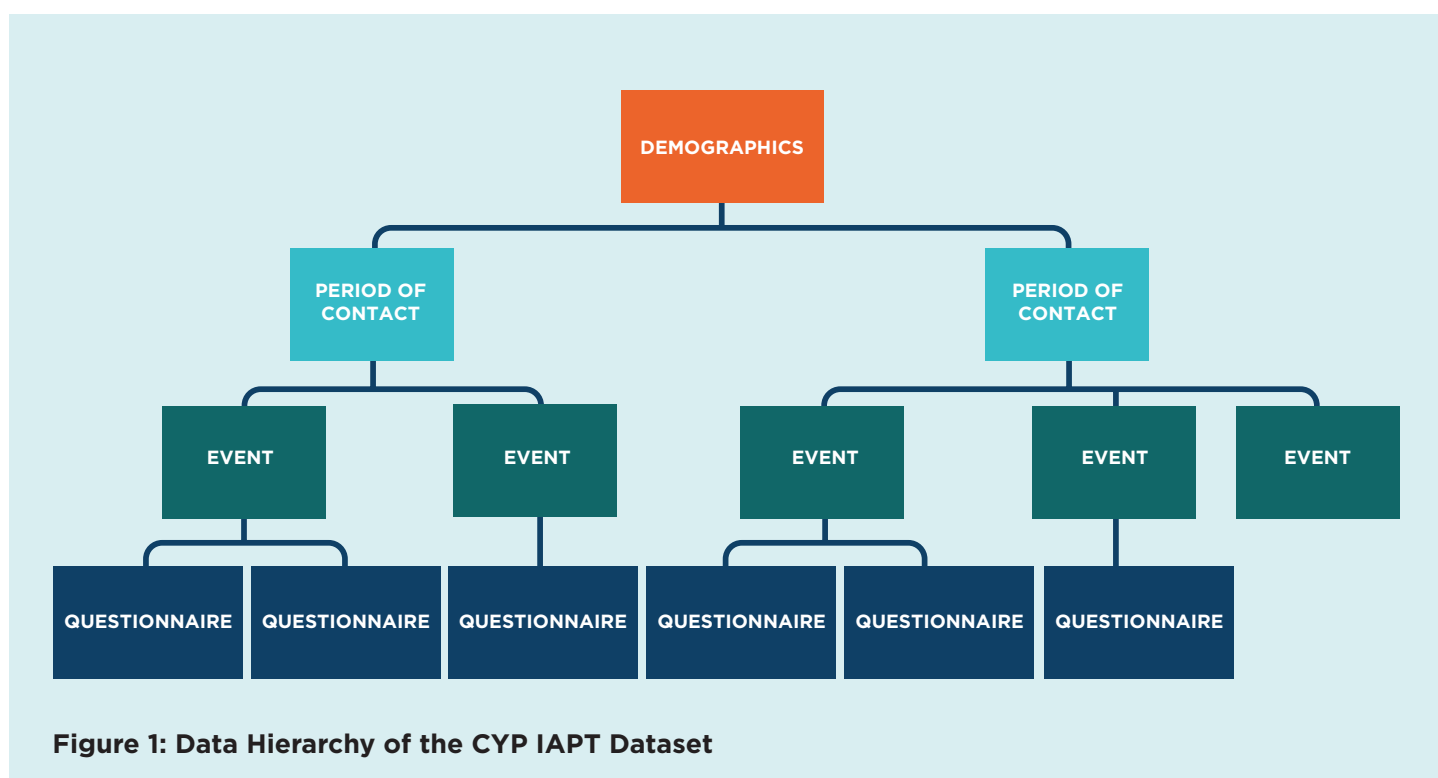 DEMOGRAPHICS
PERIOD OF
CONTACT
PERIOD OF
CONTACT
EVENT
EVENT
EVENT
EVENT
EVENT
QUESTIONNAIRE
QUESTIONNAIRE
QUESTIONNAIRE
QUESTIONNAIRE
QUESTIONNAIRE
QUESTIONNAIRE
Figure 1: Data Hierarchy of the CYP IAPT Dataset